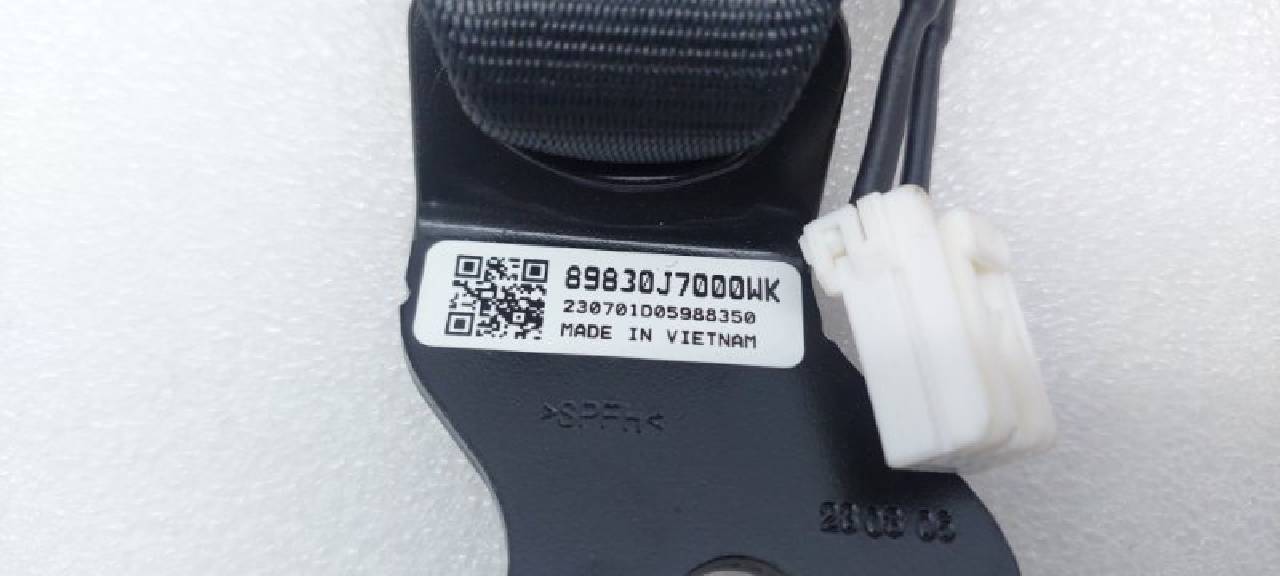 89830J7000WK
230701D05988350
MADE IN VIETNAM
>SPFH<